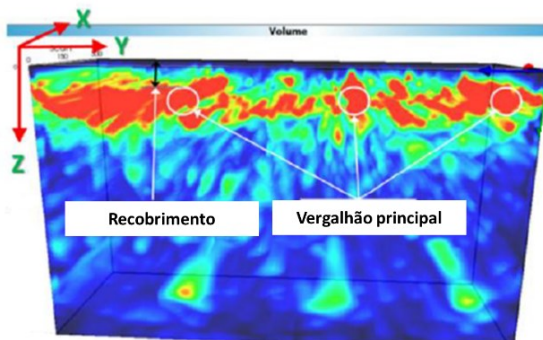 Volume
X
Y
Z
Recobrimento
Vergalhão principal